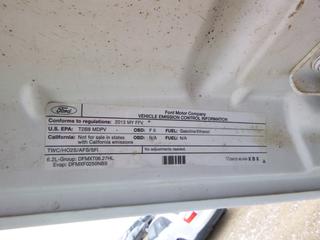 Ford
Ford Motor Company
VEHICLE EMISSION CONTROL INFORMATION
Conforms to regulations: 2013 MY FFV
U.S. EPA: T2B8 MDPV - OBD: F II FUEL: Gasoline/Ethanol
California: Not for sale in states with California emissions OBD: N/A FUEL: N/A
TWC/HO2S/AFS/SFI
No adjustments needed.
6.2L-Group: DFMXT06.27HL
Evap: DFMXF0250NBS